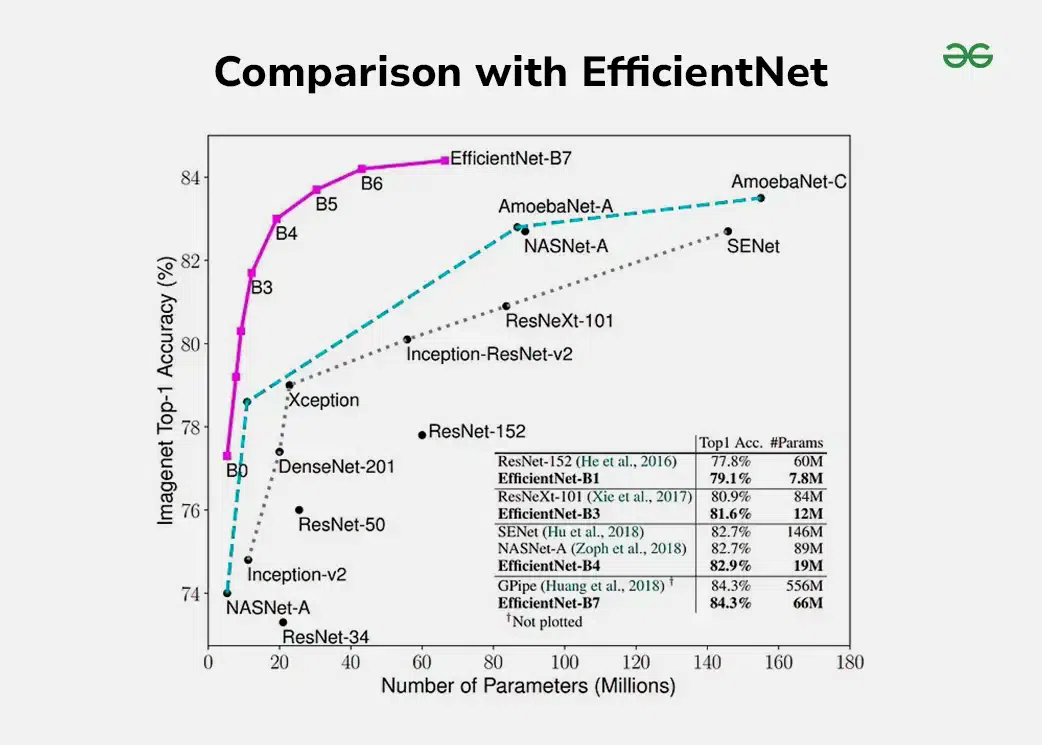 Comparison with EfficientNet
EfficientNet-B7
84
B6
AmoebaNet-C
B5
AmoebaNet-A
B4
NASNet-A
SENet
82
B3
ResNeXt-101
80
Inception-ResNet-v2
Xception
78
ResNet-152
B0
DenseNet-201
76
ResNet-50
Inception-v2
74
NASNet-A
ResNet-34
Imagenet Top-1 Accuracy (%)
Top1 Acc. #Params
ResNet-152 (He et al., 2016) 77.8% 60M
EfficientNet-B1 79.1% 7.8M
ResNeXt-101 (Xie et al., 2017) 80.9% 84M
EfficientNet-B3 81.6% 12M
SENet (Hu et al., 2018) 82.7% 146M
NASNet-A (Zoph et al., 2018) 82.7% 89M
EfficientNet-B4 82.9% 19M
GPipe (Huang et al., 2018) † 84.3% 556M
EfficientNet-B7 84.3% 66M
†Not plotted
0 20 40 60 80 100 120 140 160 180
Number of Parameters (Millions)